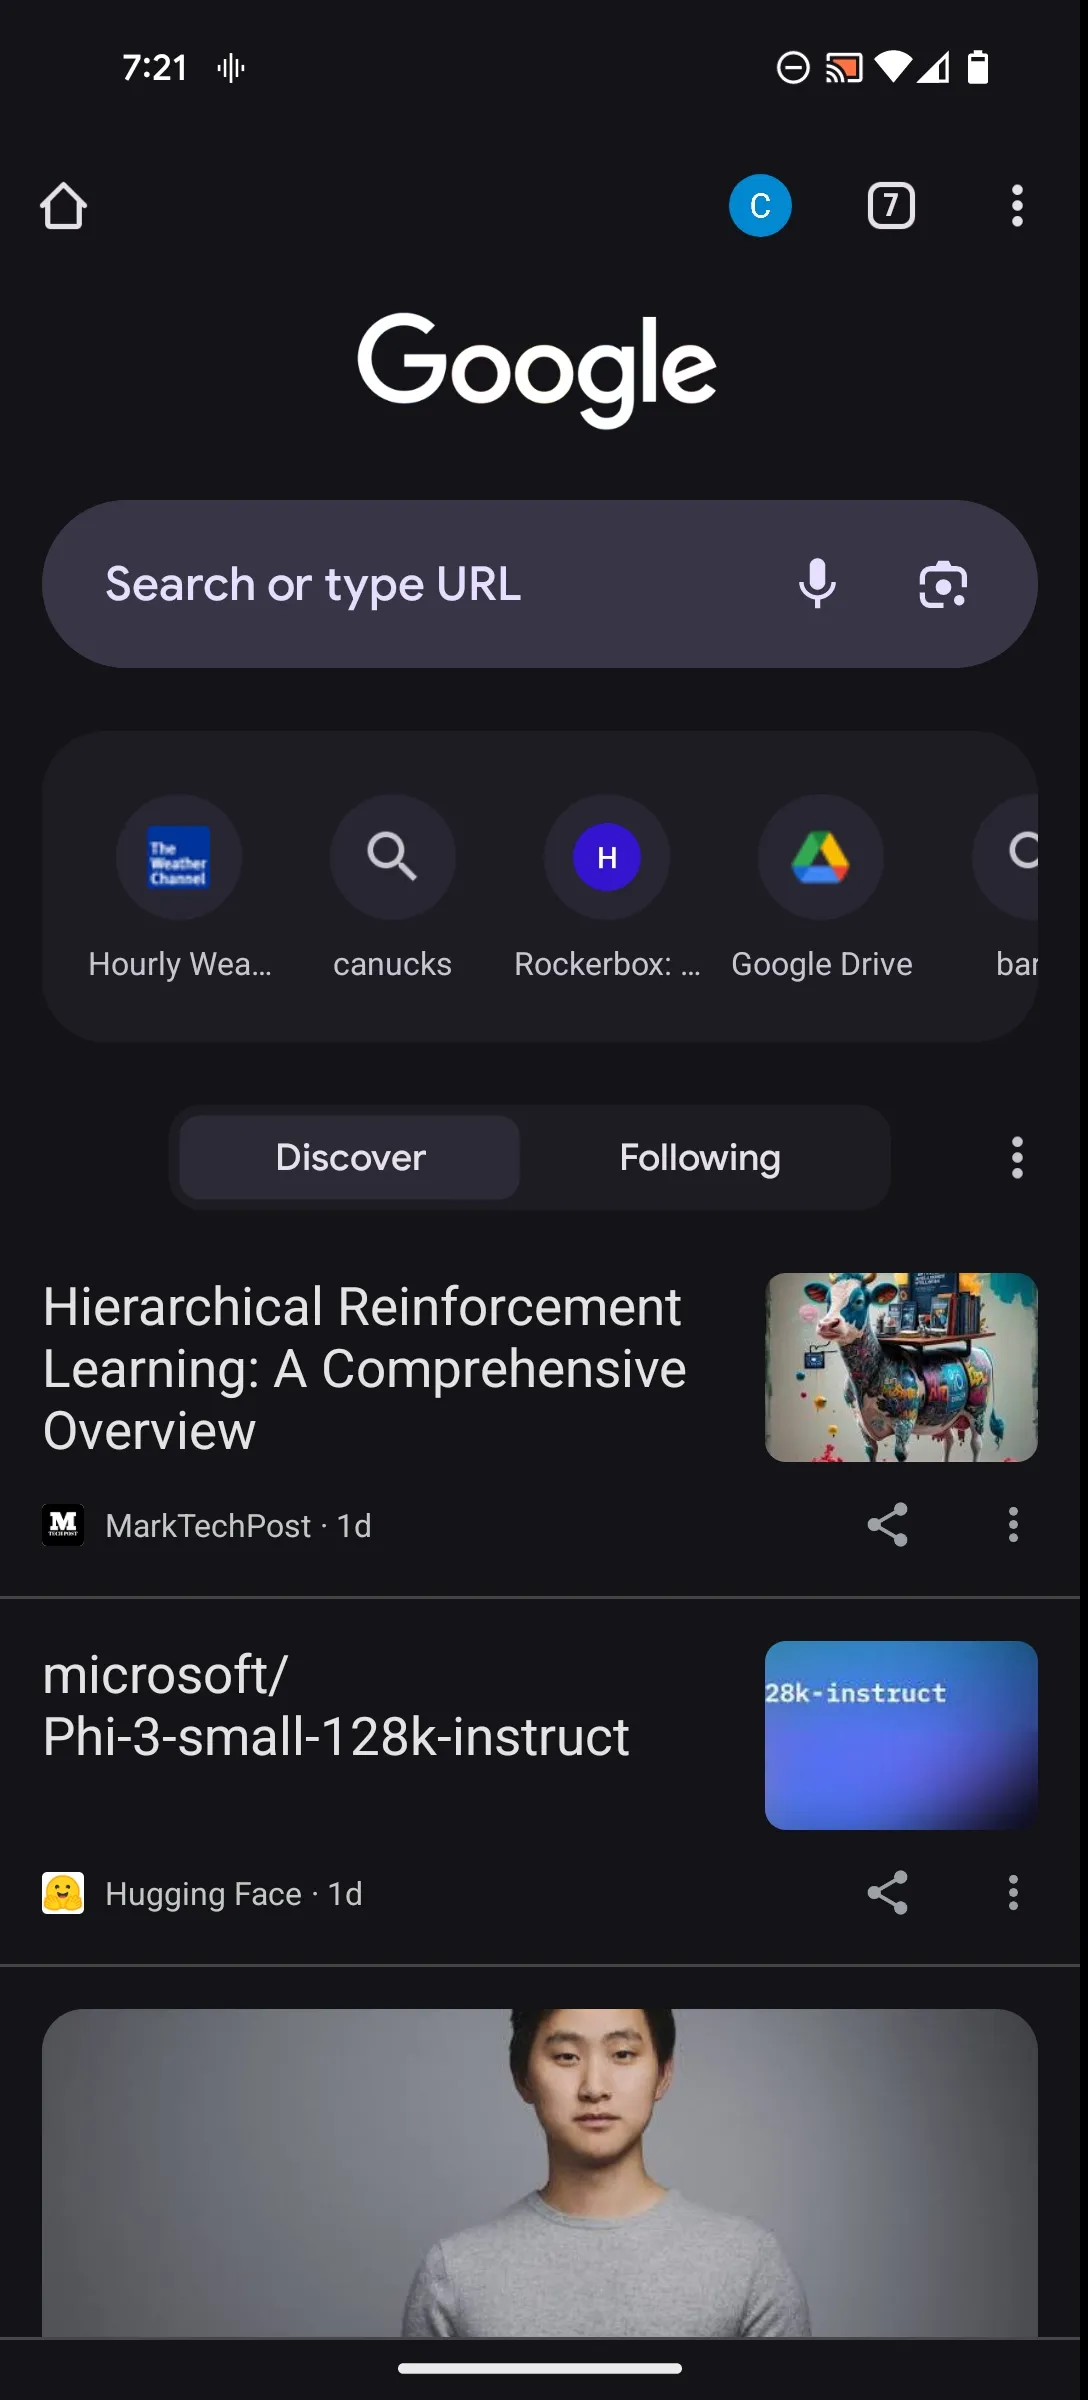 7:21
C
7
Google
Search or type URL
The
Weather
Channel
H
Hourly Wea...
canucks
Rockerbox: ...
Google Drive
bar
Discover
Following
Hierarchical Reinforcement
Learning: A Comprehensive
Overview
M
TECHPOST
MarkTechPost · 1d
microsoft/
Phi-3-small-128k-instruct
28k-instruct
Hugging Face · 1d